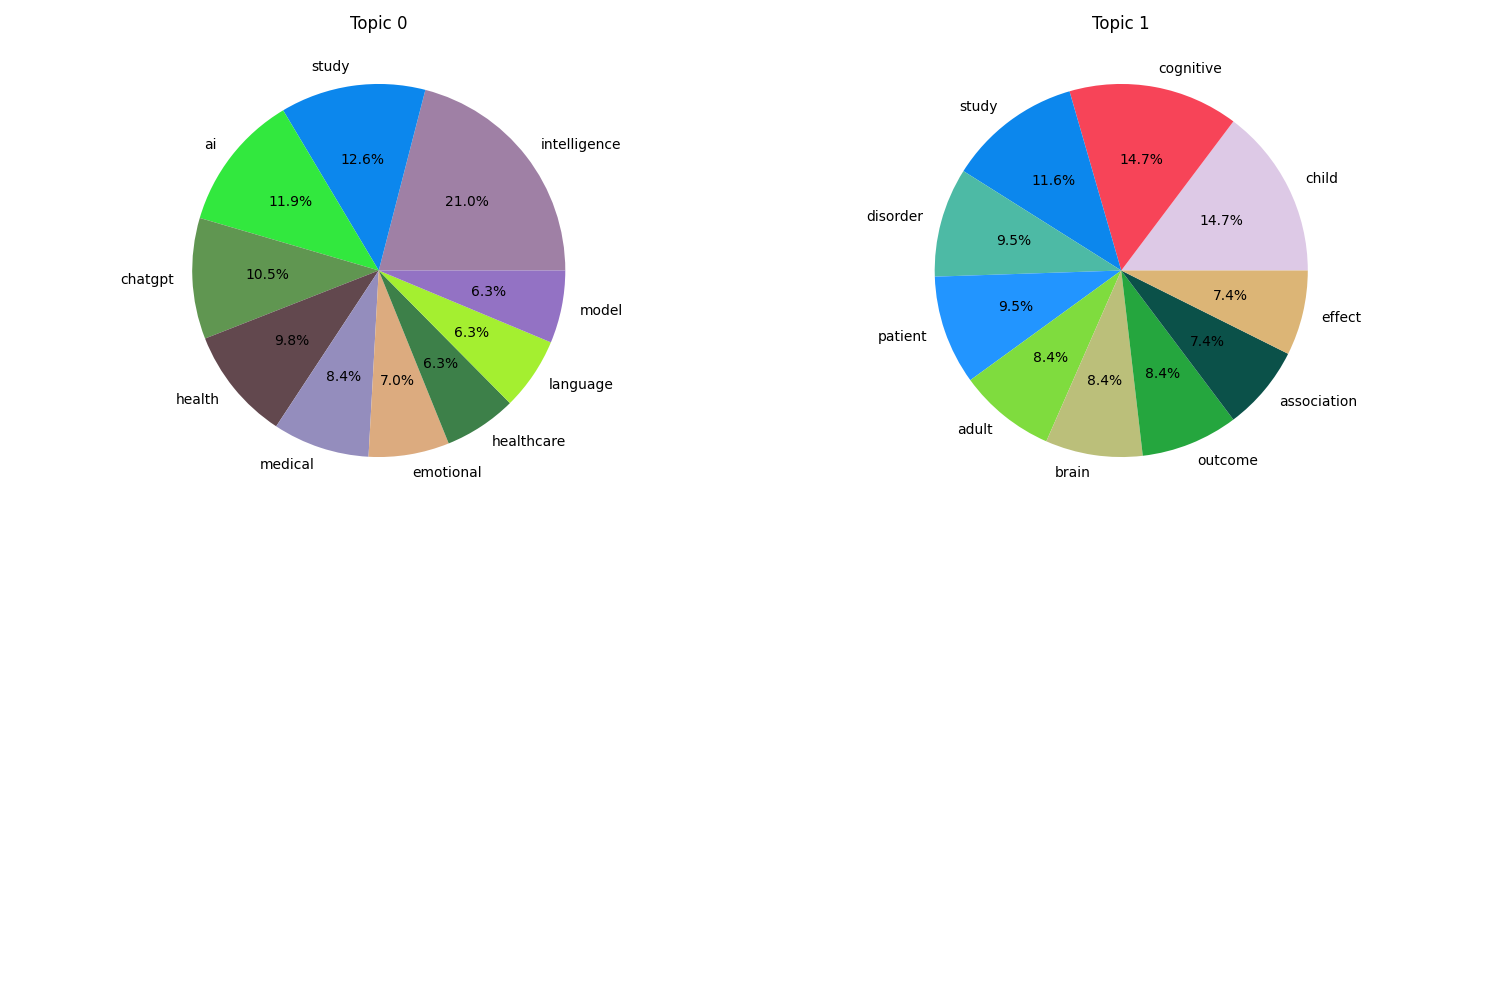 Topic 0
study
intelligence
ai
chatgpt
health
medical
emotional
healthcare
language
model
12.6%
21.0%
11.9%
10.5%
9.8%
8.4%
7.0%
6.3%
6.3%
6.3%
Topic 1
cognitive
child
study
disorder
patient
adult
brain
outcome
association
effect
14.7%
14.7%
11.6%
9.5%
9.5%
8.4%
8.4%
8.4%
7.4%
7.4%